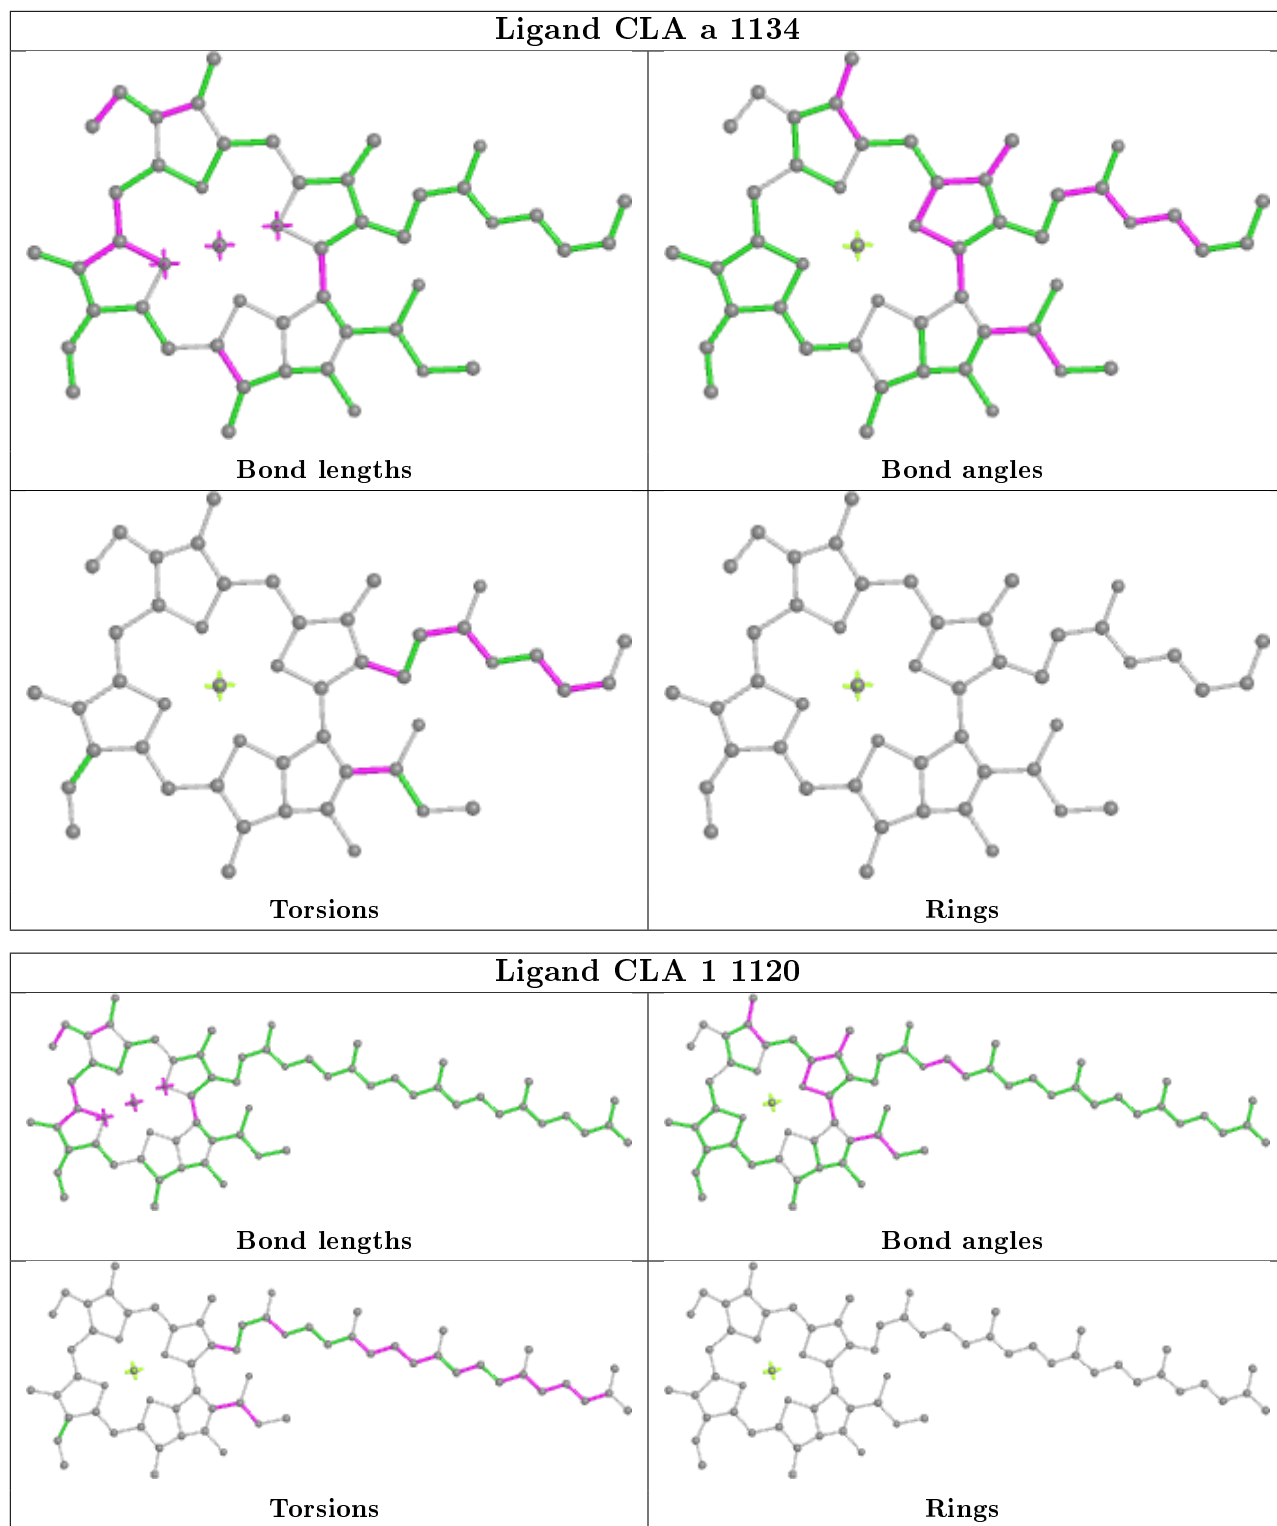 Ligand CLA a 1134
Bond lengths
Bond angles
Torsions
Rings
Ligand CLA 1 1120
Bond lengths
Bond angles
Torsions
Rings